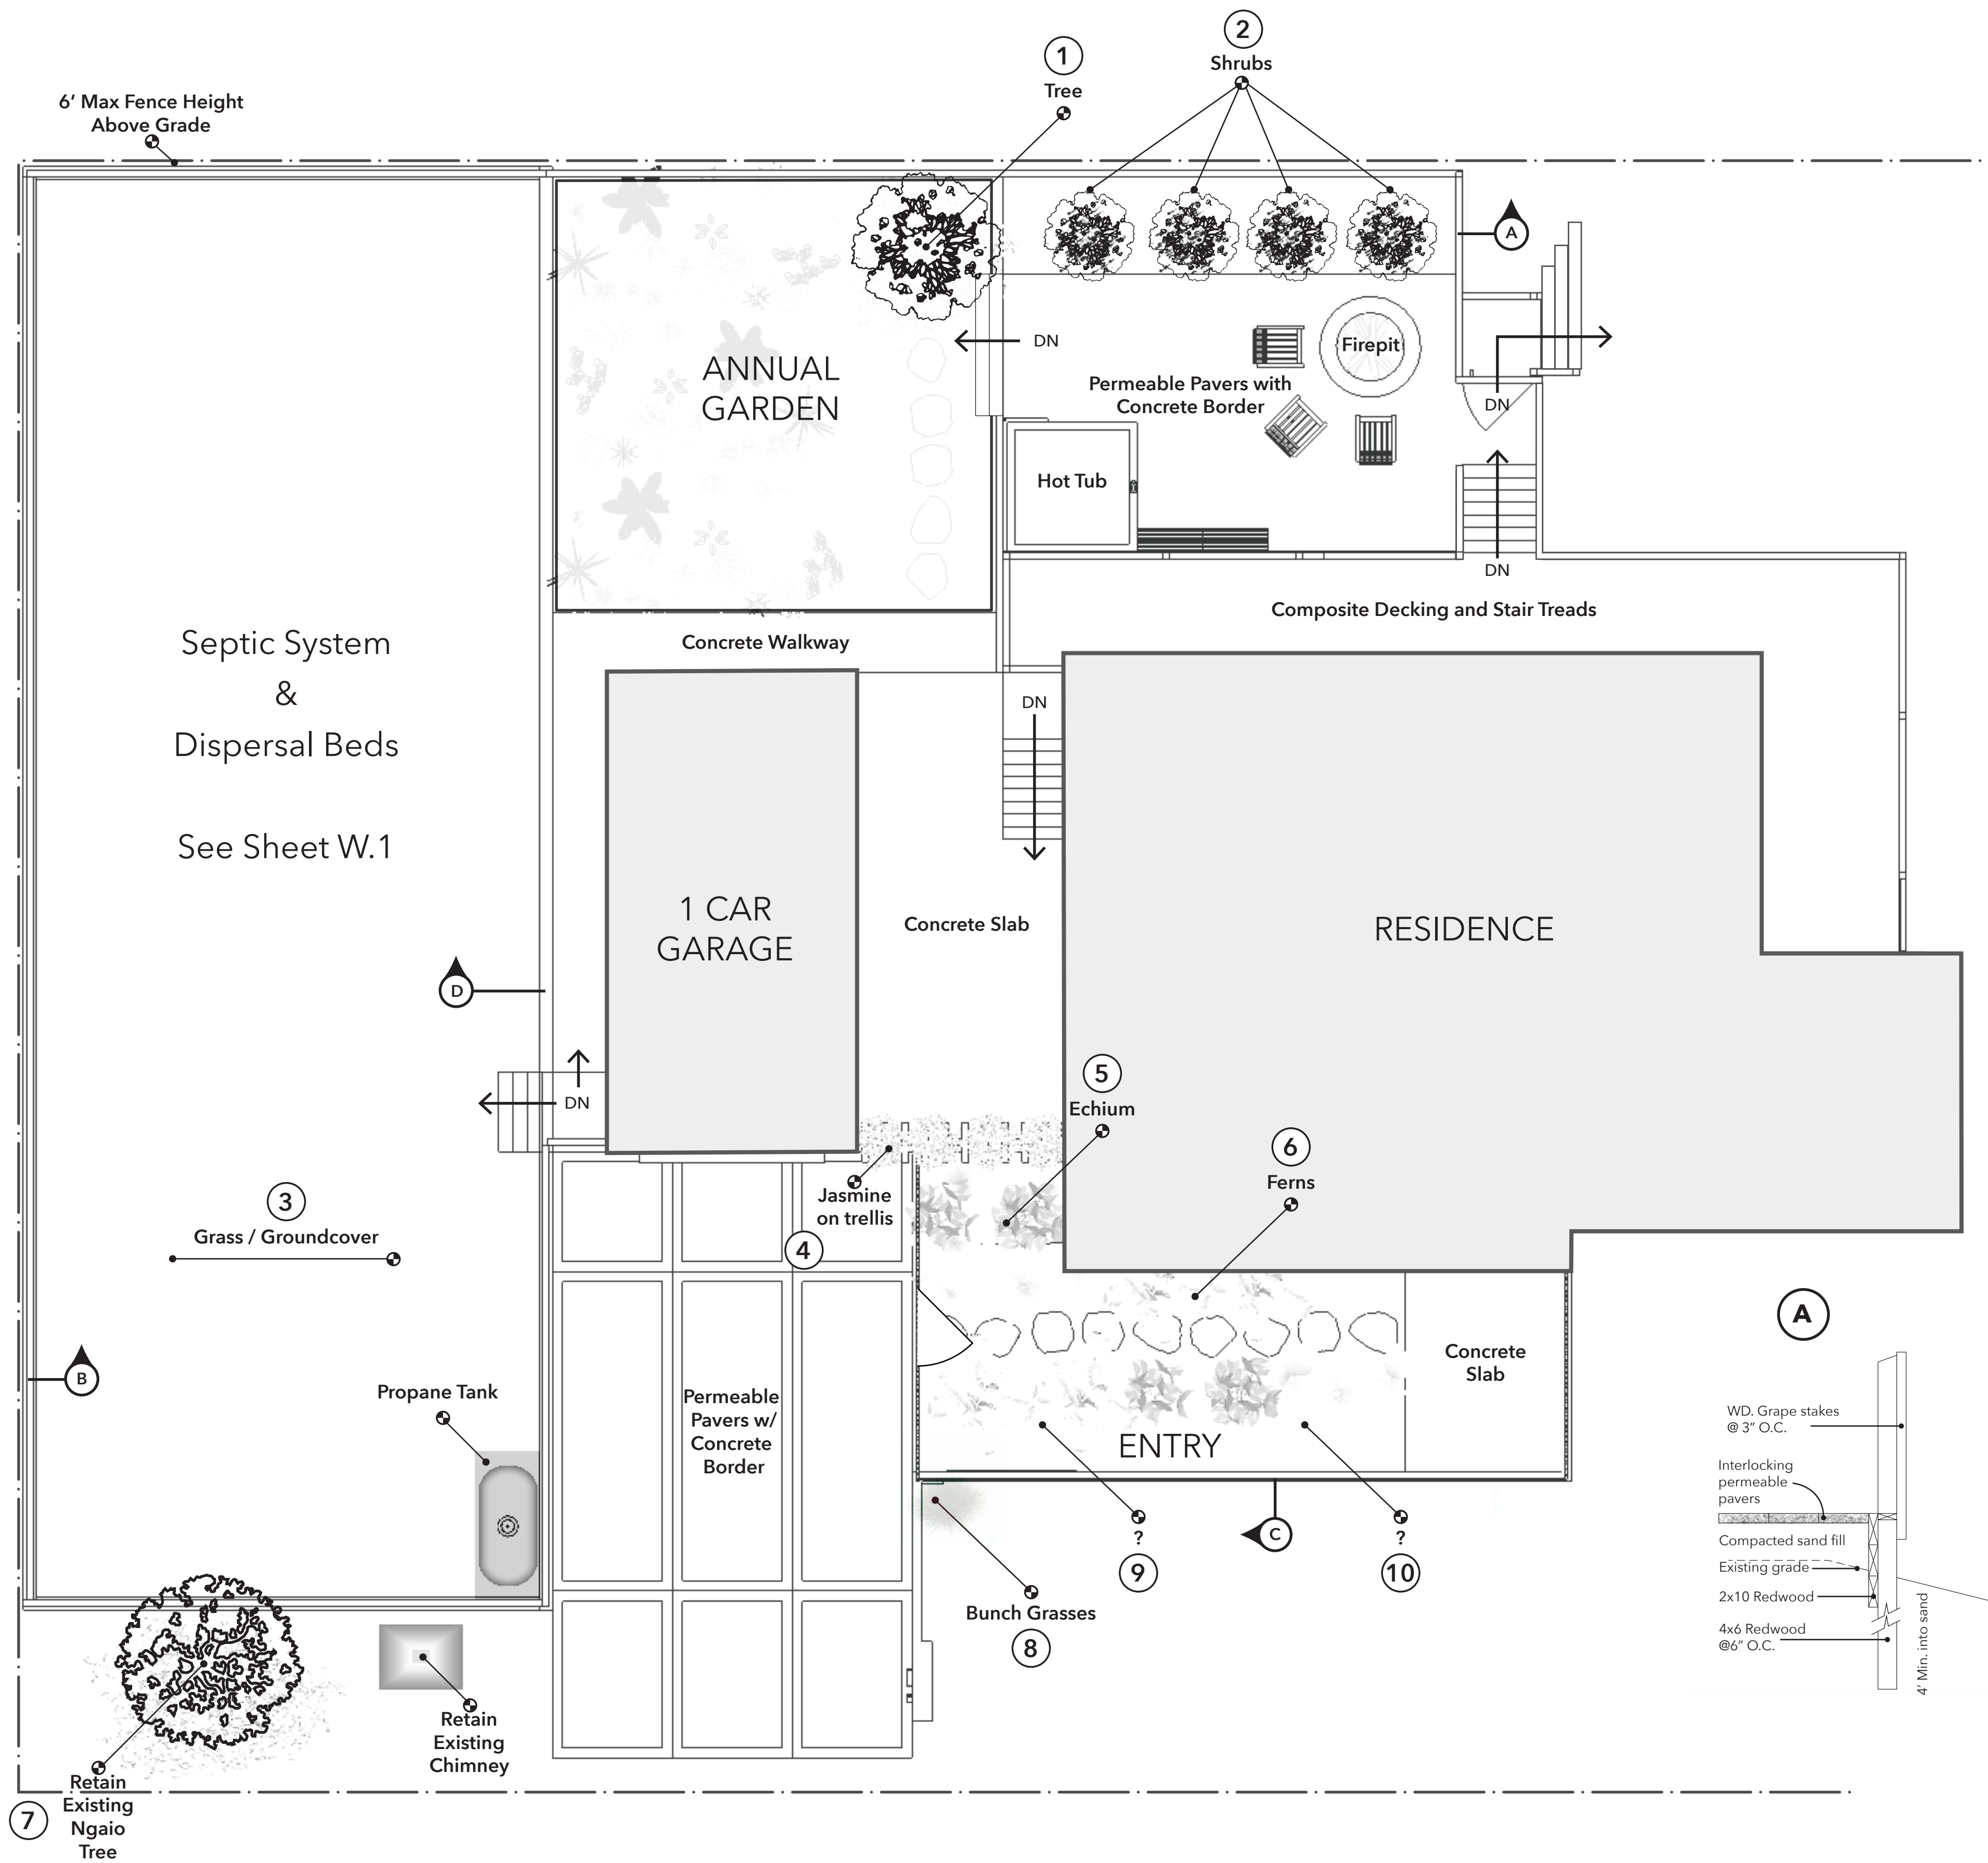 1
Tree
2
Shrubs
6’ Max Fence Height
Above Grade
A
ANNUAL
GARDEN
DN
Firepit
Permeable Pavers with
Concrete Border
DN
Hot Tub
DN
Composite Decking and Stair Treads
Concrete Walkway
Septic System
&
Dispersal Beds
See Sheet W.1
DN
1 CAR
GARAGE
Concrete Slab
RESIDENCE
D
DN
5
Echium
6
Ferns
3
Grass / Groundcover
Jasmine
on trellis
4
A
B
Propane Tank
Permeable
Pavers w/
Concrete
Border
Concrete
Slab
ENTRY
C
?
9
?
10
Bunch Grasses
8
WD. Grape stakes
@ 3” O.C.
Interlocking
permeable
pavers
Compacted sand fill
Existing grade
2x10 Redwood
4x6 Redwood
@6” O.C.
4’ Min. into sand
Retain
Existing
Chimney
7
Retain
Existing
Ngaio
Tree